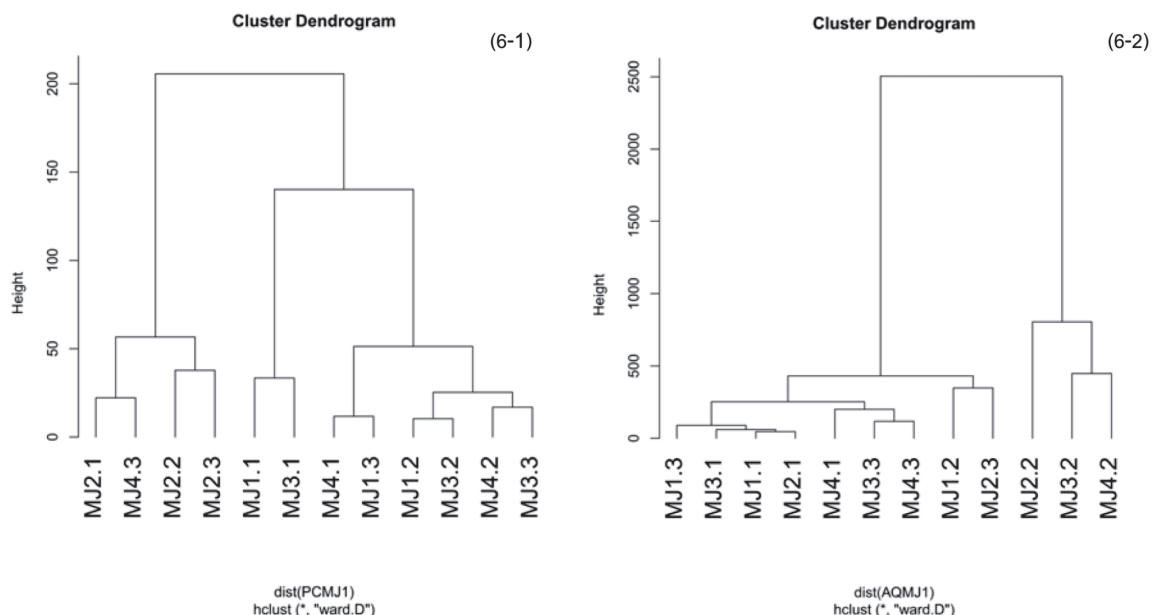 Cluster Dendrogram
(6-1)
Height
0
50
100
150
200
MJ2.1
MJ4.3
MJ2.2
MJ2.3
MJ1.1
MJ3.1
MJ4.1
MJ1.3
MJ1.2
MJ3.2
MJ4.2
MJ3.3
dist(PCMJ1)
hclust (*, "ward.D")
Cluster Dendrogram
(6-2)
Height
0
500
1000
1500
2000
2500
MJ1.3
MJ3.1
MJ1.1
MJ2.1
MJ4.1
MJ3.3
MJ4.3
MJ1.2
MJ2.3
MJ2.2
MJ3.2
MJ4.2
dist(AQMJ1)
hclust (*, "ward.D")